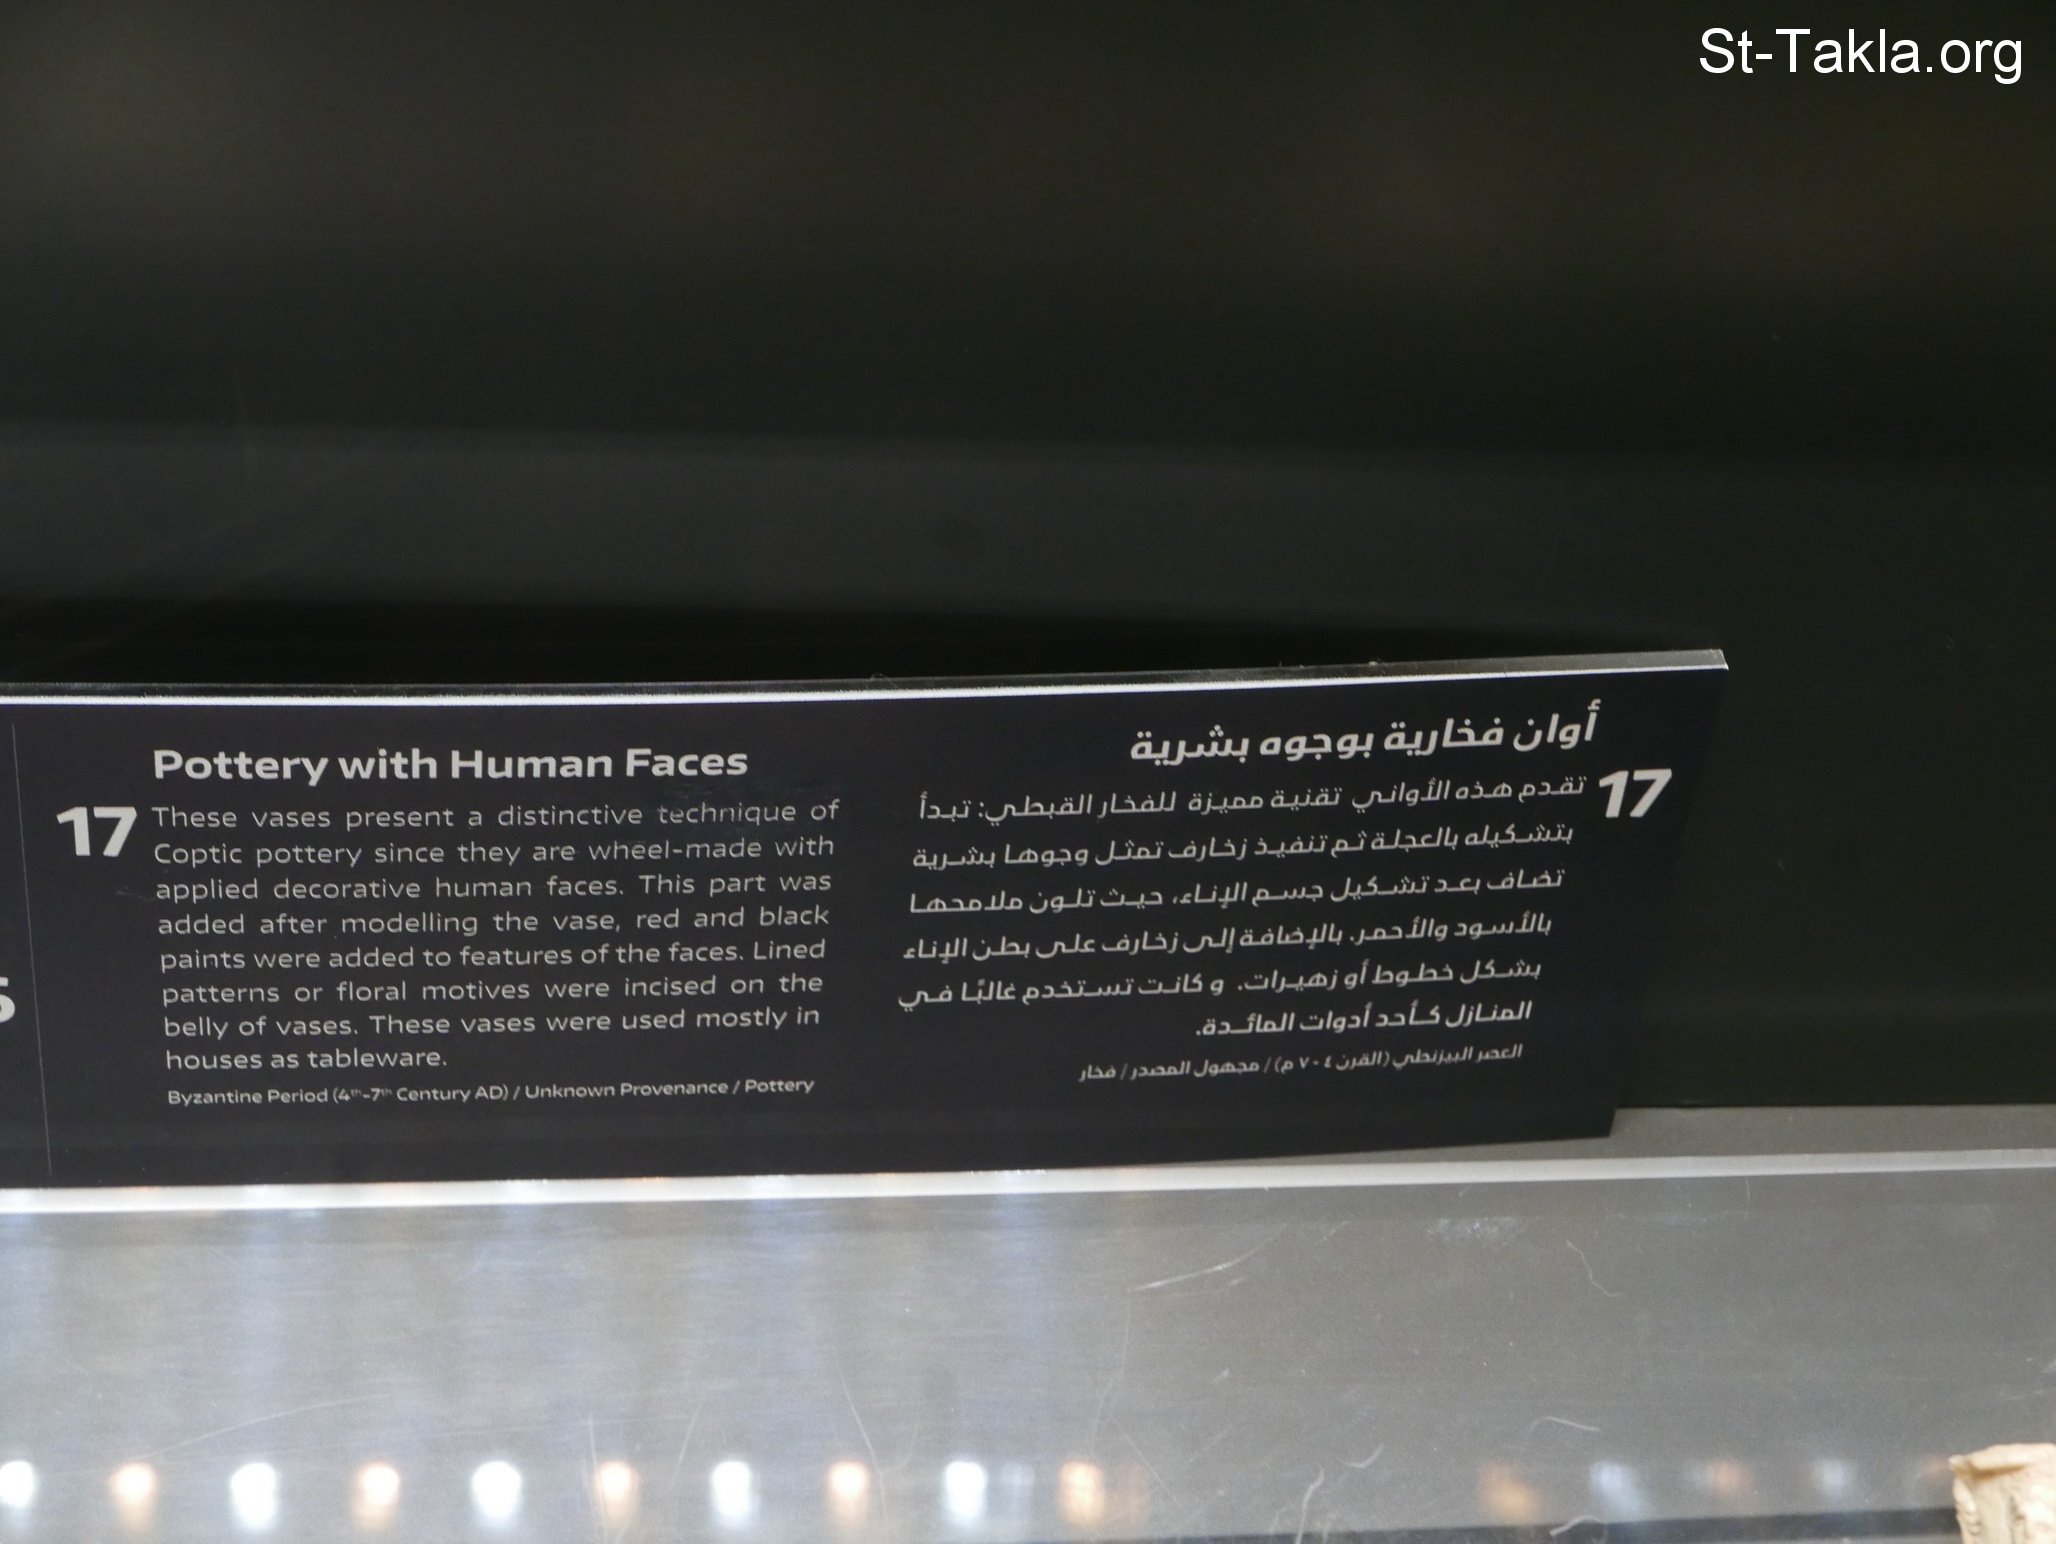 St-Takla.org
Pottery with Human Faces
17
These vases present a distinctive technique of
Coptic pottery since they are wheel-made with
applied decorative human faces. This part was
added after modelling the vase, red and black
paints were added to features of the faces. Lined
patterns or floral motives were incised on the
belly of vases. These vases were used mostly in
houses as tableware.
Byzantine Period (4th-7th Century AD) / Unknown Provenance / Pottery
أوان فخارية بوجوه بشرية
17
تقدم هذه الأواني تقنية مميزة للفخار القبطي: تبدأ
بتشكيله بالعجلة ثم تنفيذ زخارف تمثل وجوها بشرية
تضاف بعد تشكيل جسم الإناء، حيث تلون ملامحها
بالأسود والأحمر. بالإضافة إلى زخارف على بطن الإناء
بشكل خطوط أو زهيرات. وكانت تستخدم غالبًا في
المنازل كأحد أدوات المائدة.
العصر البيزنطي (القرن ٤ - ٧ م) / مجهول المصدر / فخار